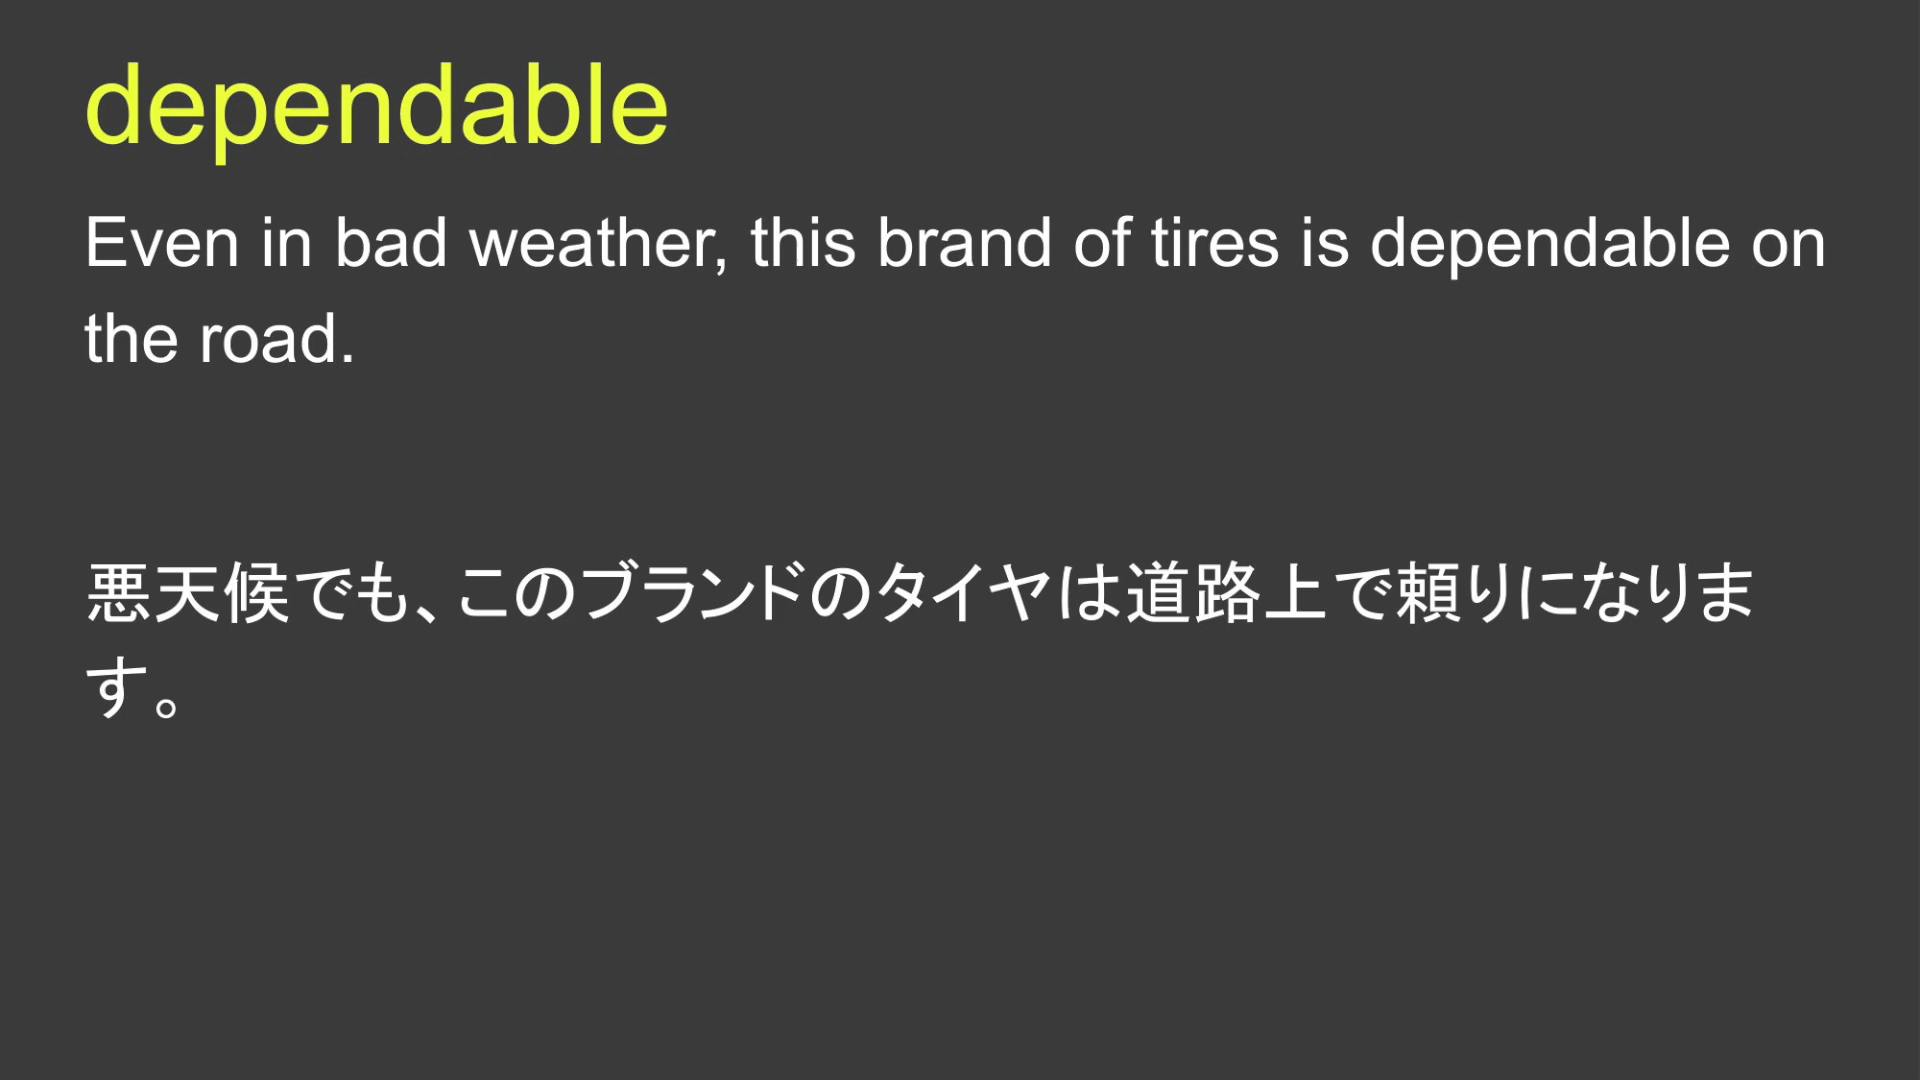 dependable
Even in bad weather, this brand of tires is dependable on
the road.
悪天候でも、このブランドのタイヤは道路上で頼りになりま
す。